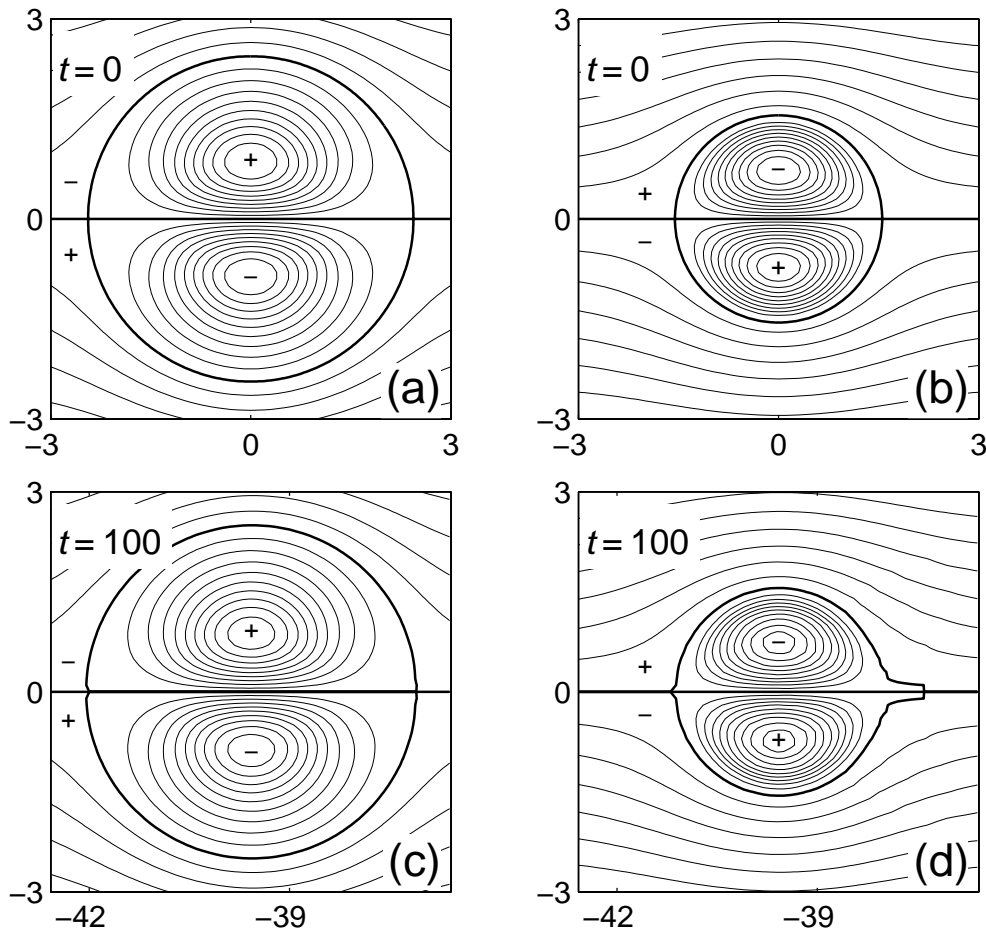 3 3
t = 0 t = 0
+ −
− +
0 0
+ −
− +
(a) (b)
−3 −3
−3 0 3 −3 0 3
3 3
t = 100 t = 100
+ −
− +
0 0
+ −
− +
(c) (d)
−3 −3
−42 −39 −42 −39